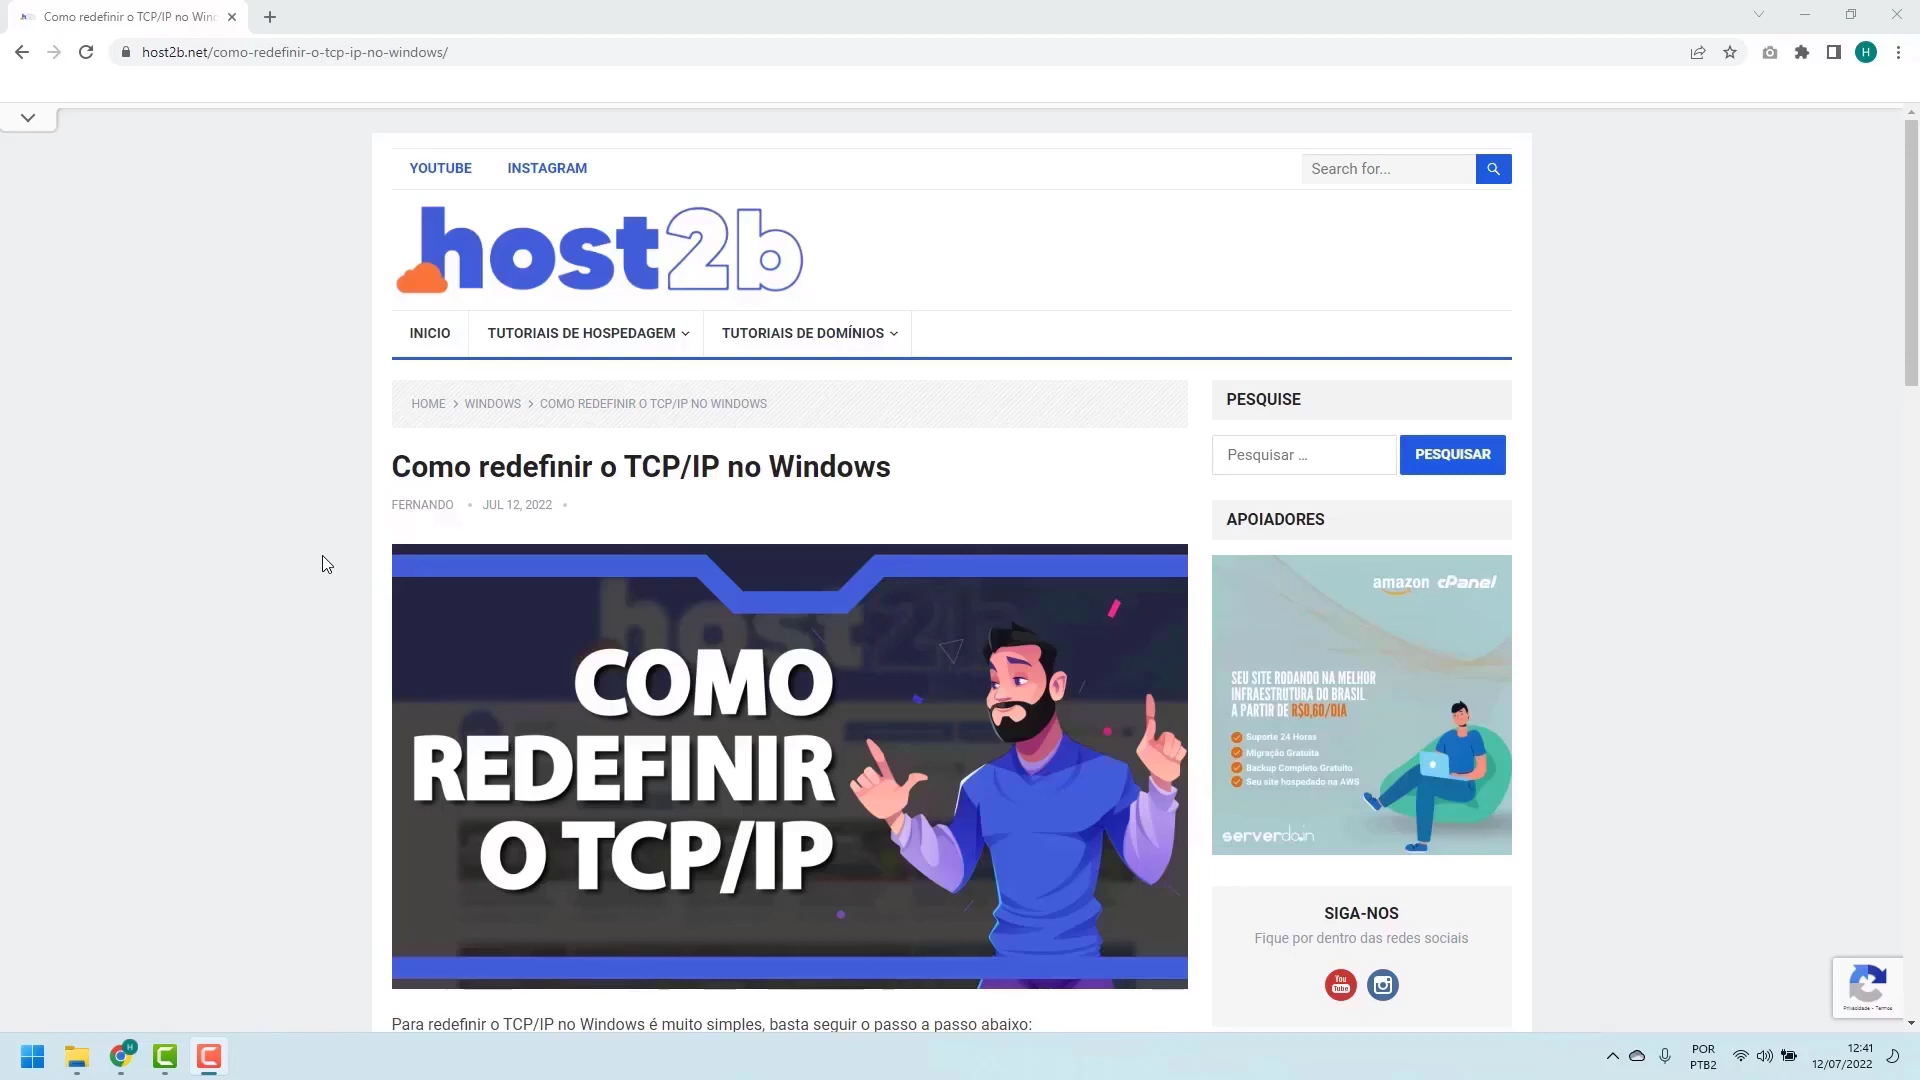 Como redefinir o TCP/IP no Win
host2b.net/como-redefinir-o-tcp-ip-no-windows/
H
YOUTUBE
INSTAGRAM
Search for...
host2b
INICIO
TUTORIAIS DE HOSPEDAGEM
TUTORIAIS DE DOMÍNIOS
HOME > WINDOWS > COMO REDEFINIR O TCP/IP NO WINDOWS
Como redefinir o TCP/IP no Windows
FERNANDO • JUL 12, 2022 •
COMO
REDEFINIR
O TCP/IP
Para redefinir o TCP/IP no Windows é muito simples, basta seguir o passo a passo abaixo:
PESQUISE
Pesquisar ...
PESQUISAR
APOIADORES
amazon cPanel
SEU SITE RODANDO NA MELHOR
INFRAESTRUTURA DO BRASIL
A PARTIR DE R$0,60/DIA
Suporte 24 Horas
Migração Gratuita
Backup Completo Gratuito
Seu site hospedado na AWS
serverdo.in
SIGA-NOS
Fique por dentro das redes sociais
You
Tube
Privacidade - Termos
H
POR
PTB2
12:41
12/07/2022